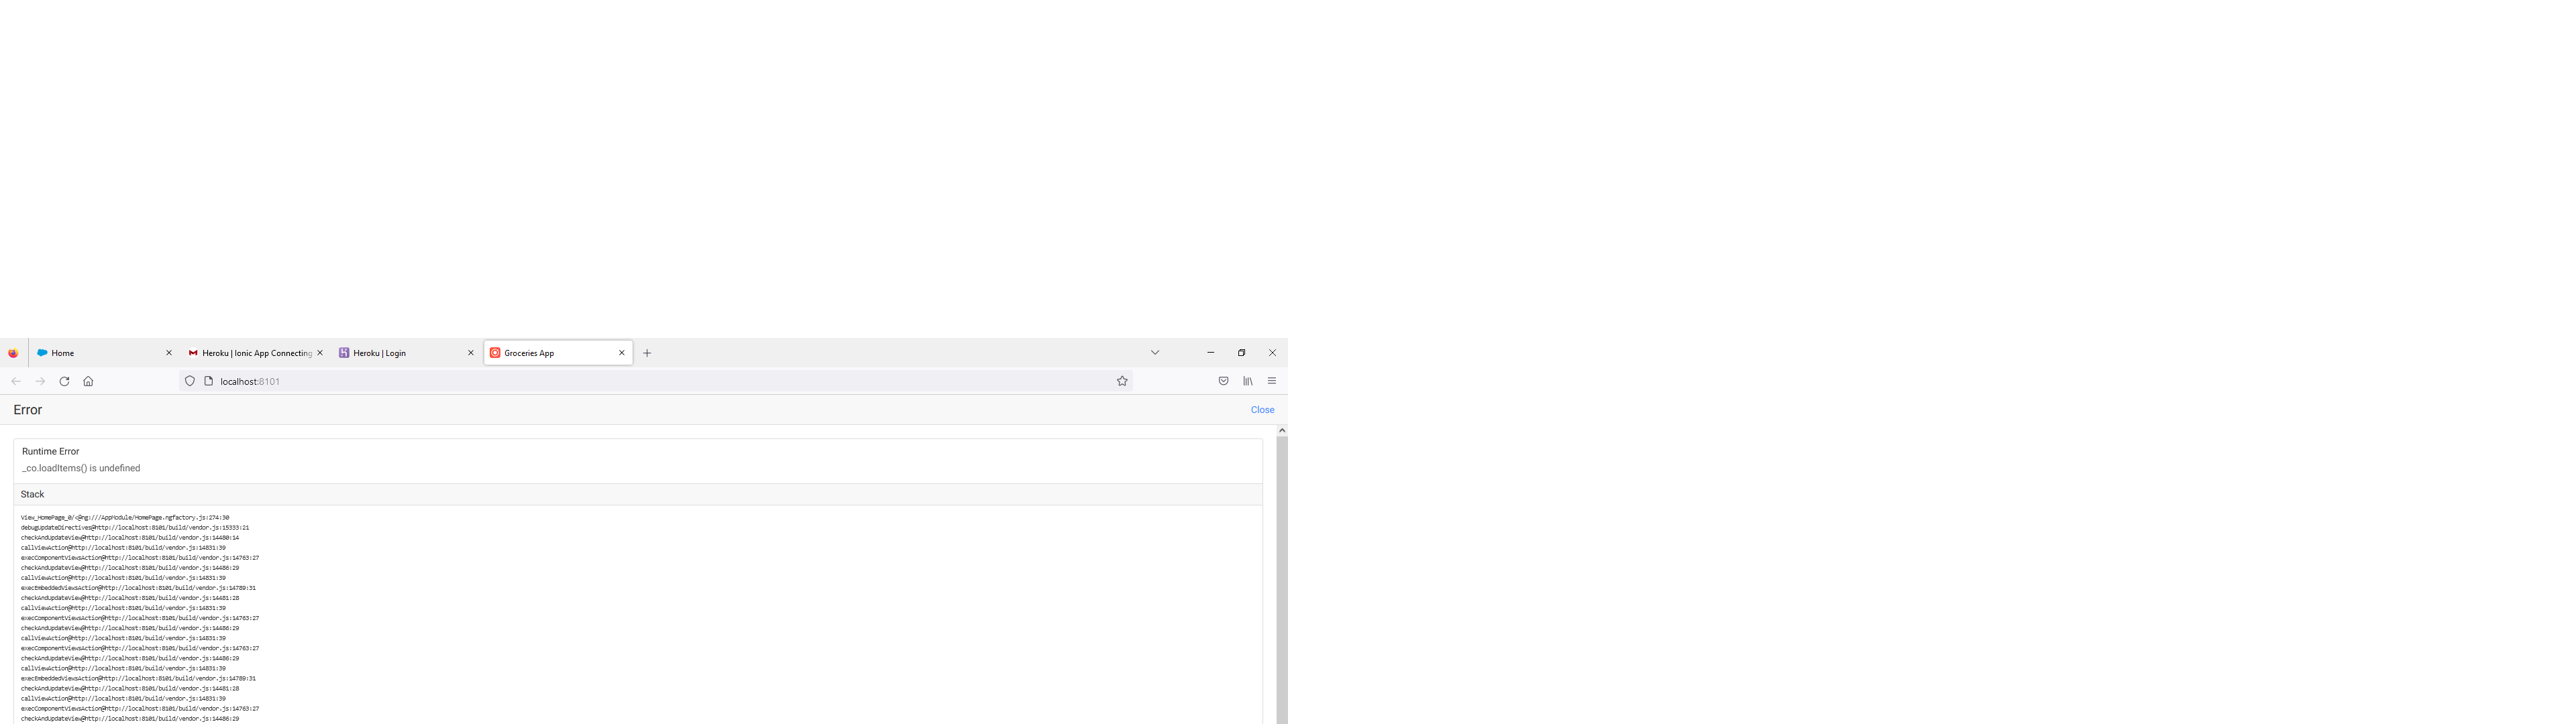 Home
Heroku | Ionic App Connecting
Heroku | Login
Groceries App
localhost:8101
Error
Close
Runtime Error
_co.loadItems() is undefined
Stack
View_HomePage_0/<@ng:///AppModule/HomePage.ngfactory.js:274:30
debugUpdateDirectives@http://localhost:8101/build/vendor.js:15333:21
checkAndUpdateView@http://localhost:8101/build/vendor.js:14480:14
callViewAction@http://localhost:8101/build/vendor.js:14831:39
execComponentViewsAction@http://localhost:8101/build/vendor.js:14763:27
checkAndUpdateView@http://localhost:8101/build/vendor.js:14486:29
callViewAction@http://localhost:8101/build/vendor.js:14831:39
execEmbeddedViewsAction@http://localhost:8101/build/vendor.js:14789:31
checkAndUpdateView@http://localhost:8101/build/vendor.js:14481:28
callViewAction@http://localhost:8101/build/vendor.js:14831:39
execComponentViewsAction@http://localhost:8101/build/vendor.js:14763:27
checkAndUpdateView@http://localhost:8101/build/vendor.js:14486:29
callViewAction@http://localhost:8101/build/vendor.js:14831:39
execComponentViewsAction@http://localhost:8101/build/vendor.js:14763:27
checkAndUpdateView@http://localhost:8101/build/vendor.js:14486:29
callViewAction@http://localhost:8101/build/vendor.js:14831:39
execEmbeddedViewsAction@http://localhost:8101/build/vendor.js:14789:31
checkAndUpdateView@http://localhost:8101/build/vendor.js:14481:28
callViewAction@http://localhost:8101/build/vendor.js:14831:39
execComponentViewsAction@http://localhost:8101/build/vendor.js:14763:27
checkAndUpdateView@http://localhost:8101/build/vendor.js:14486:29